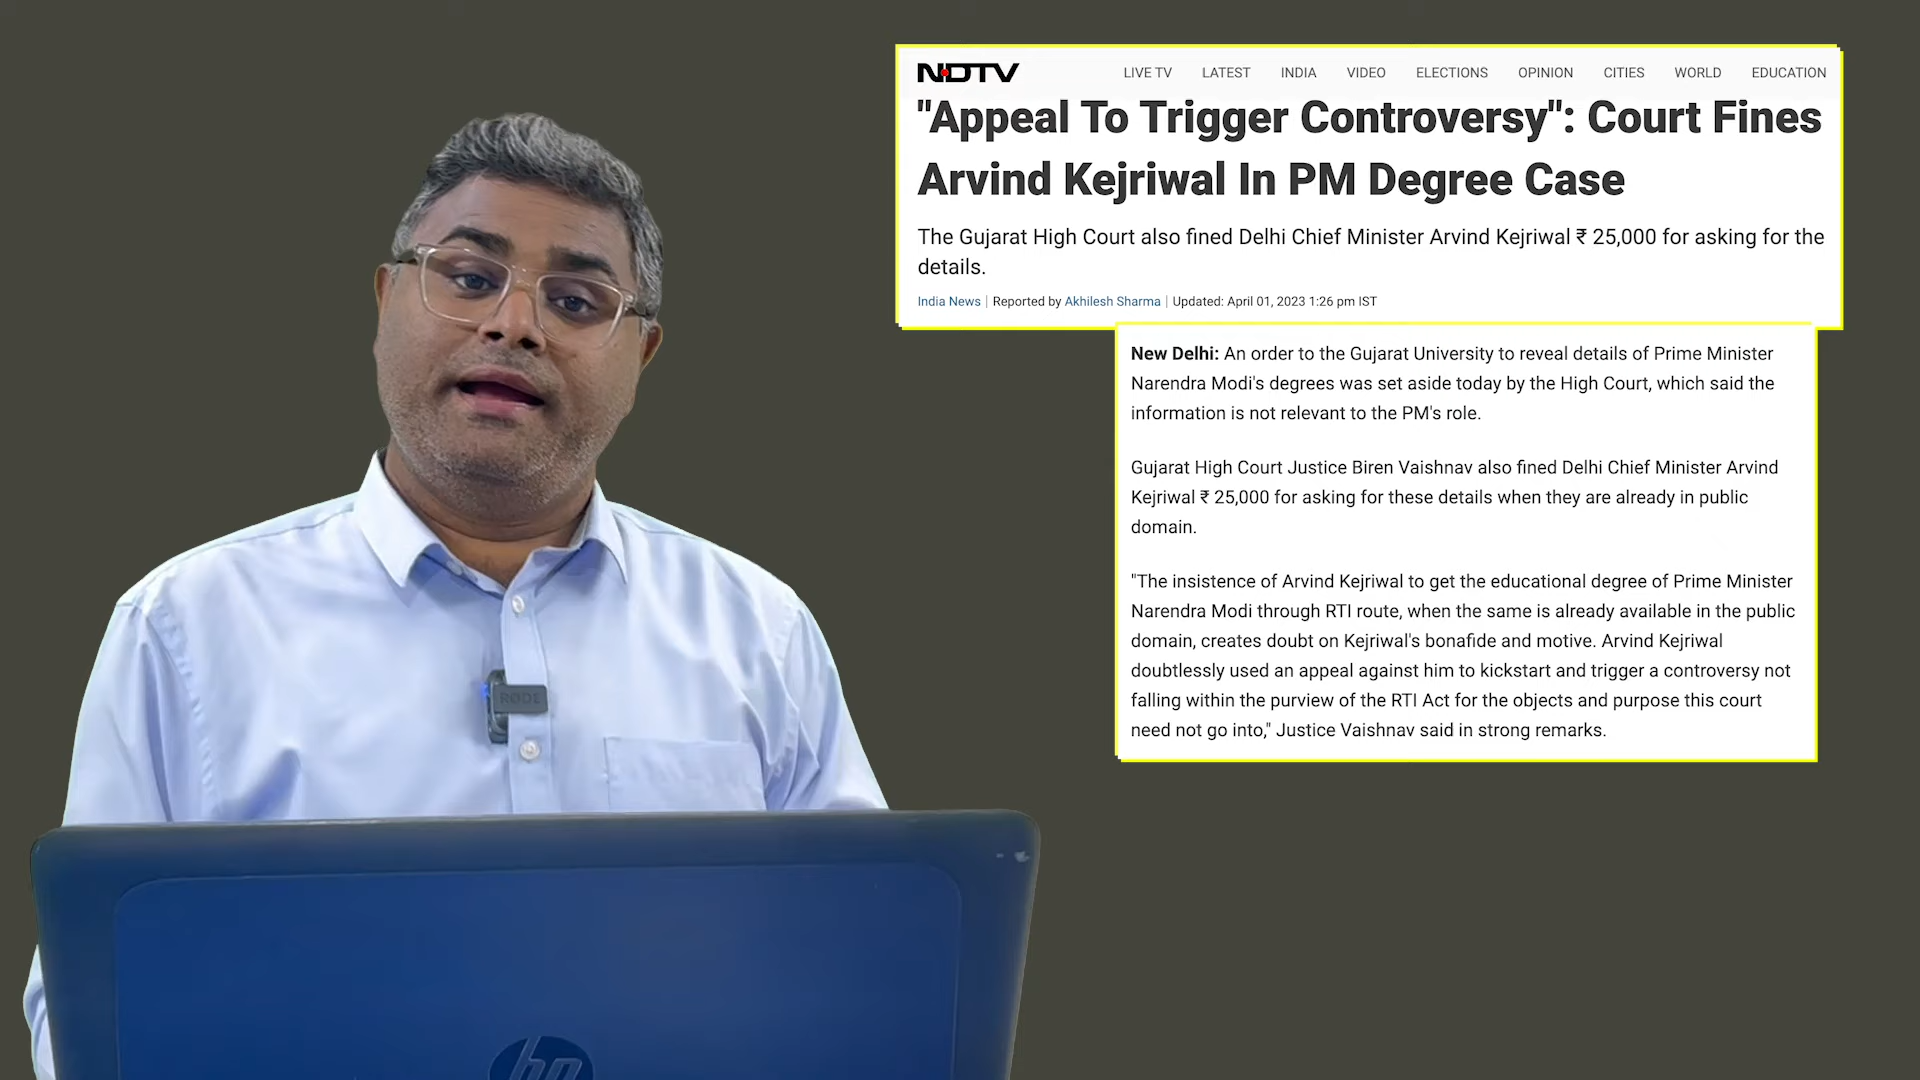 NDTV
LIVE TV LATEST INDIA VIDEO ELECTIONS OPINION CITIES WORLD EDUCATION
"Appeal To Trigger Controversy": Court Fines
Arvind Kejriwal In PM Degree Case
The Gujarat High Court also fined Delhi Chief Minister Arvind Kejriwal ₹ 25,000 for asking for the
details.
India News | Reported by Akhilesh Sharma | Updated: April 01, 2023 1:26 pm IST
New Delhi: An order to the Gujarat University to reveal details of Prime Minister
Narendra Modi's degrees was set aside today by the High Court, which said the
information is not relevant to the PM's role.
Gujarat High Court Justice Biren Vaishnav also fined Delhi Chief Minister Arvind
Kejriwal ₹ 25,000 for asking for these details when they are already in public
domain.
"The insistence of Arvind Kejriwal to get the educational degree of Prime Minister
Narendra Modi through RTI route, when the same is already available in the public
domain, creates doubt on Kejriwal's bonafide and motive. Arvind Kejriwal
doubtlessly used an appeal against him to kickstart and trigger a controversy not
falling within the purview of the RTI Act for the objects and purpose this court
need not go into," Justice Vaishnav said in strong remarks.
RØDE
hp